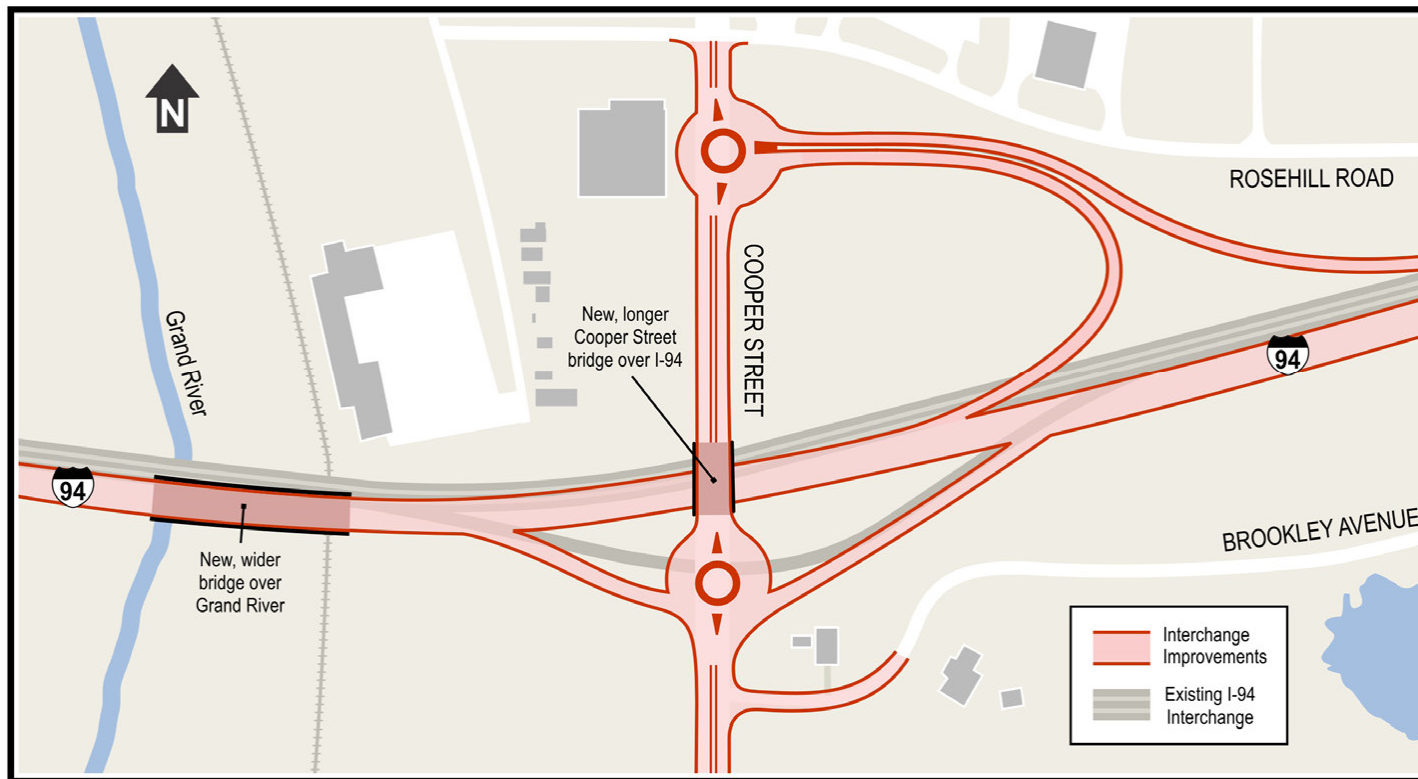 N
ROSEHILL ROAD
COOPER STREET
Grand River
New, longer
Cooper Street
bridge over I-94
94
94
New, wider
bridge over
Grand River
BROOKLEY AVENUE
Interchange
Improvements
Existing I-94
Interchange